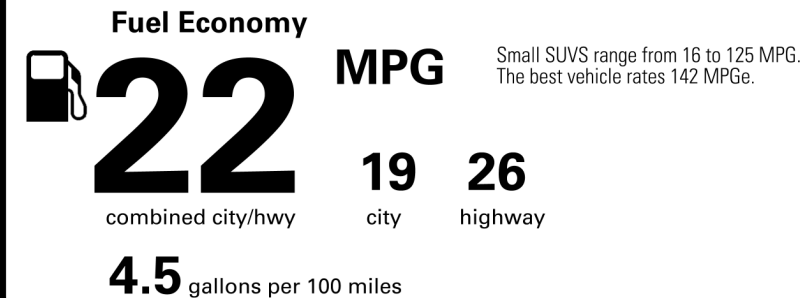 Fuel Economy
22 MPG
Small SUVS range from 16 to 125 MPG.
The best vehicle rates 142 MPGe.
19 26
combined city/hwy city highway
4.5 gallons per 100 miles